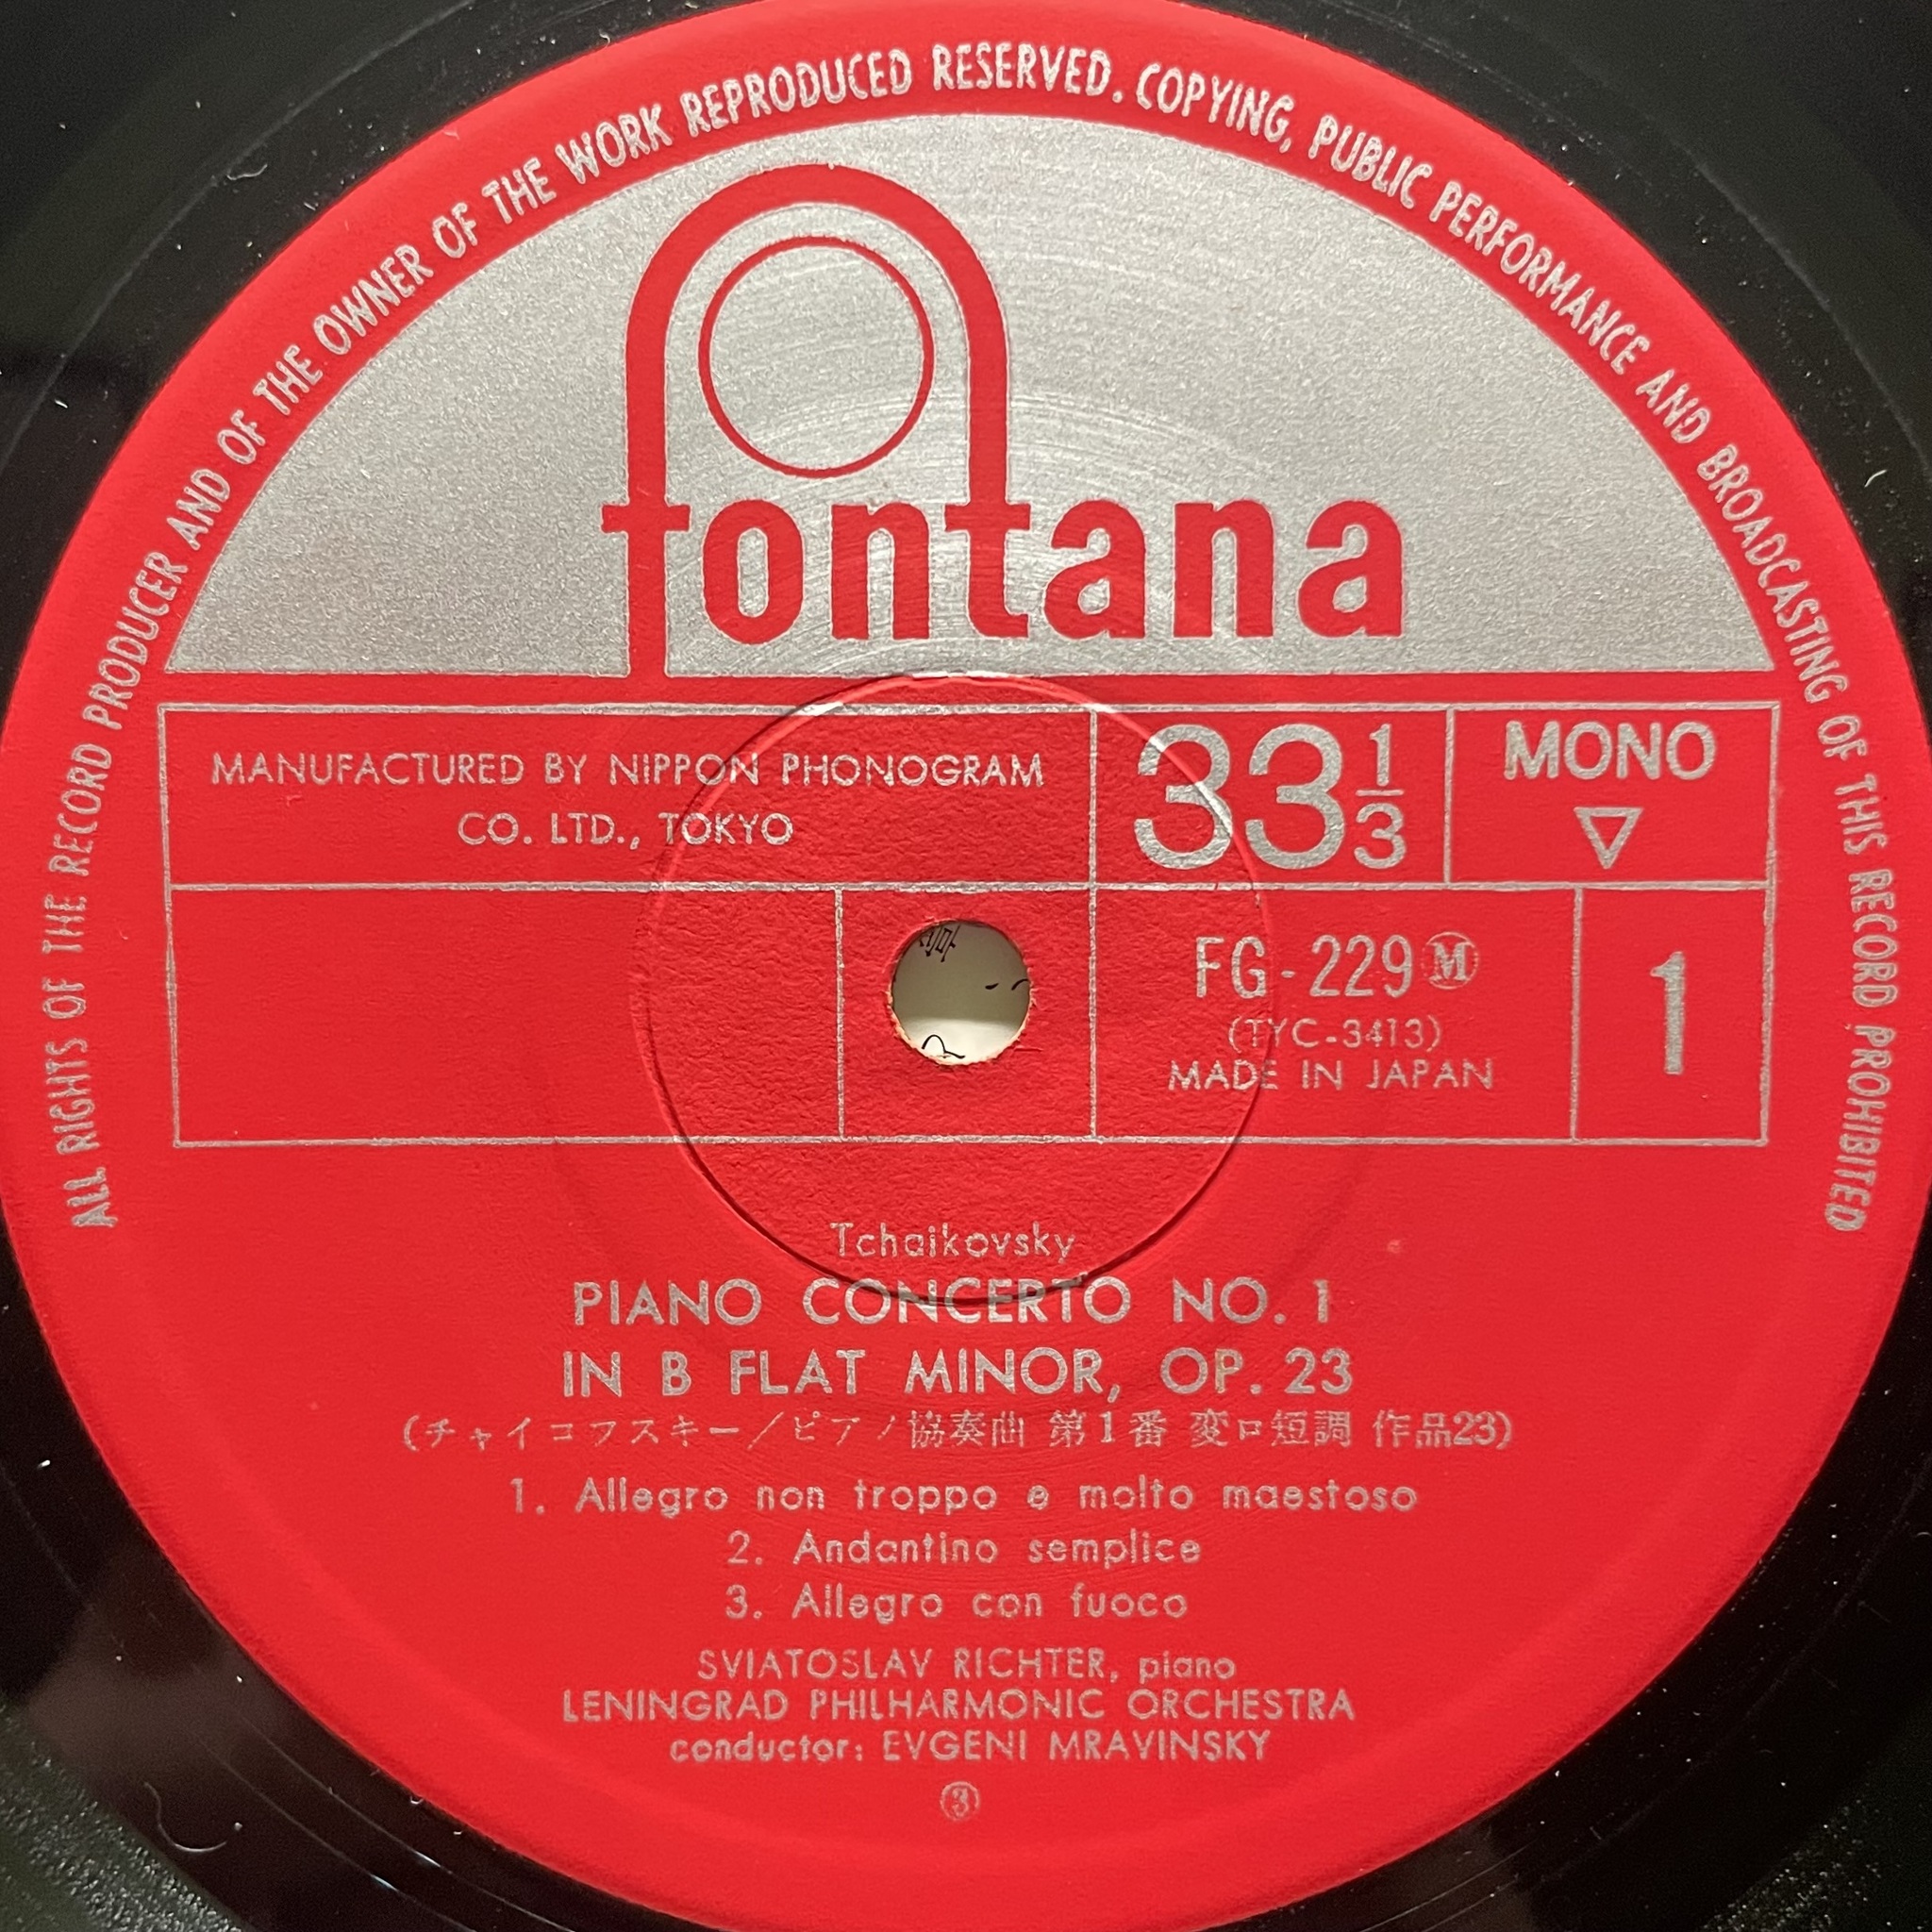 ALL RIGHTS OF THE RECORD PRODUCER AND OF THE OWNER OF THE WORK REPRODUCED RESERVED. COPYING, PUBLIC PERFORMANCE AND BROADCASTING OF THIS RECORD PROHIBITED
fontana
MANUFACTURED BY NIPPON PHONOGRAM
CO. LTD., TOKYO
33 1/3
MONO
▽
FG-229 Ⓜ
(TYC-3413)
MADE IN JAPAN
1
Tchaikovsky
PIANO CONCERTO NO. 1
IN B FLAT MINOR, OP. 23
(チャイコフスキー／ピアノ協奏曲 第1番 変ロ短調 作品23)
1. Allegro non troppo e molto maestoso
2. Andantino semplice
3. Allegro con fuoco
SVIATOSLAV RICHTER, piano
LENINGRAD PHILHARMONIC ORCHESTRA
conductor: EVGENI MRAVINSKY
③